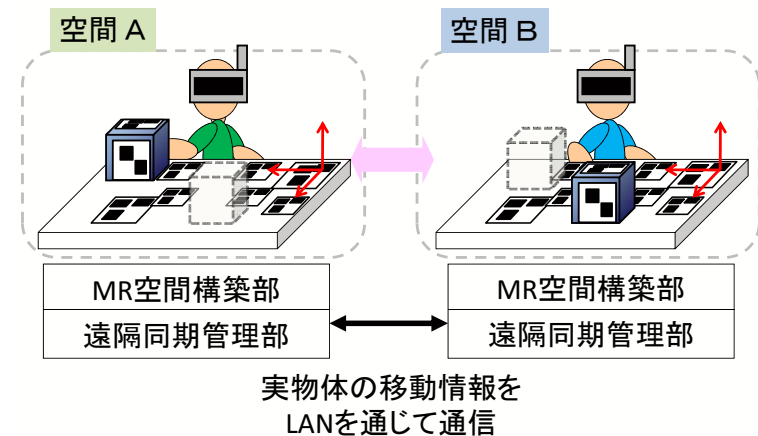 空間 A
空間 B
MR空間構築部
遠隔同期管理部
MR空間構築部
遠隔同期管理部
実物体の移動情報を
LANを通じて通信